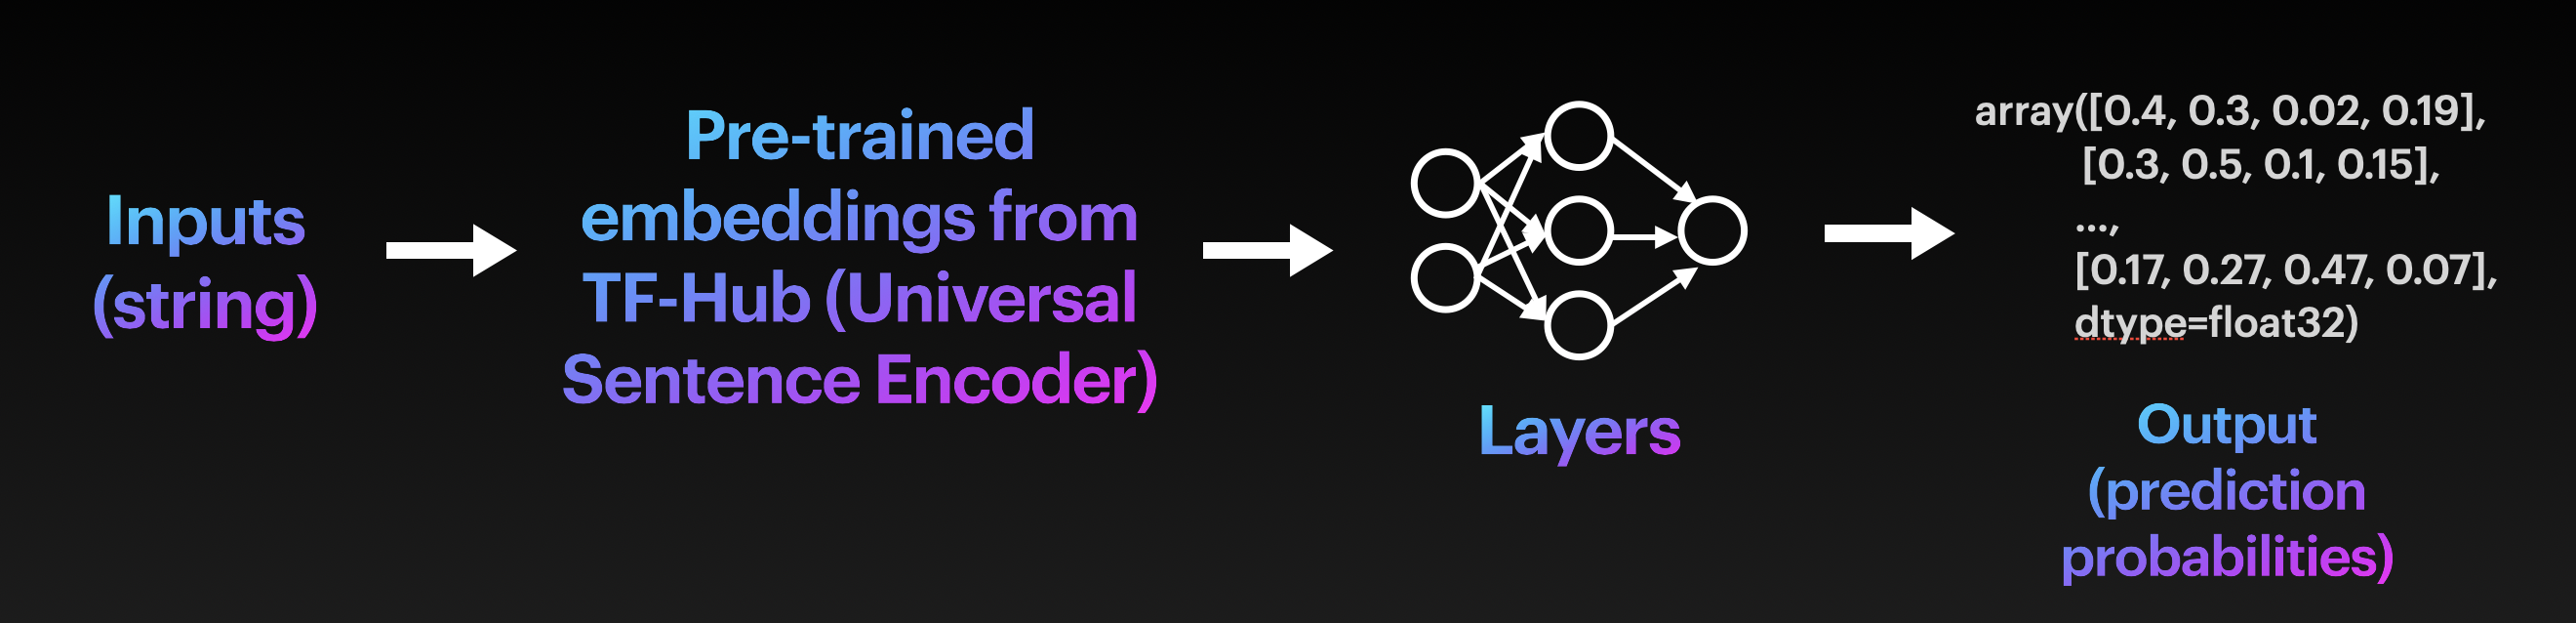 Inputs
(string)
Pre-trained
embeddings from
TF-Hub (Universal
Sentence Encoder)
Layers
array([0.4, 0.3, 0.02, 0.19],
[0.3, 0.5, 0.1, 0.15],
...,
[0.17, 0.27, 0.47, 0.07],
dtype=float32)
Output
(prediction
probabilities)